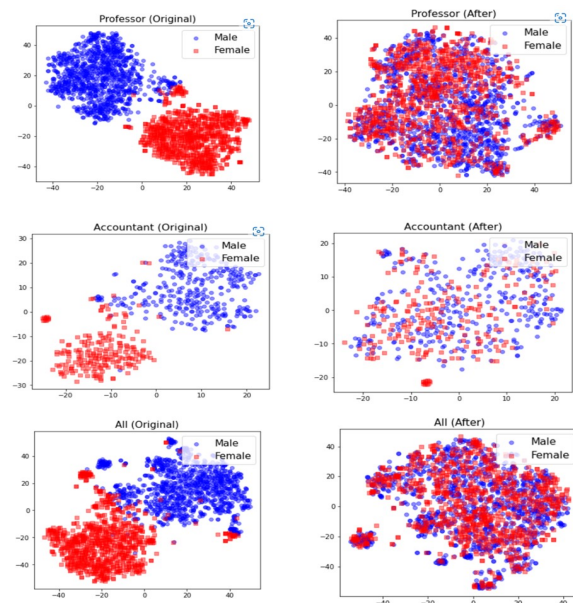 Professor (Original)
Male
Female
40
20
0
−20
−40
−40 −20 0 20 40
Professor (After)
Male
Female
40
20
0
−20
−40
−40 −20 0 20 40
Accountant (Original)
Male
Female
30
20
10
0
−10
−20
−30
−20 −10 0 10 20
Accountant (After)
Male
Female
20
10
0
−10
−20
−20 −10 0 10 20
All (Original)
Male
Female
40
20
0
−20
−40
−40 −20 0 20 40
All (After)
Male
Female
40
20
0
−20
−40
−60 −40 −20 0 20 40